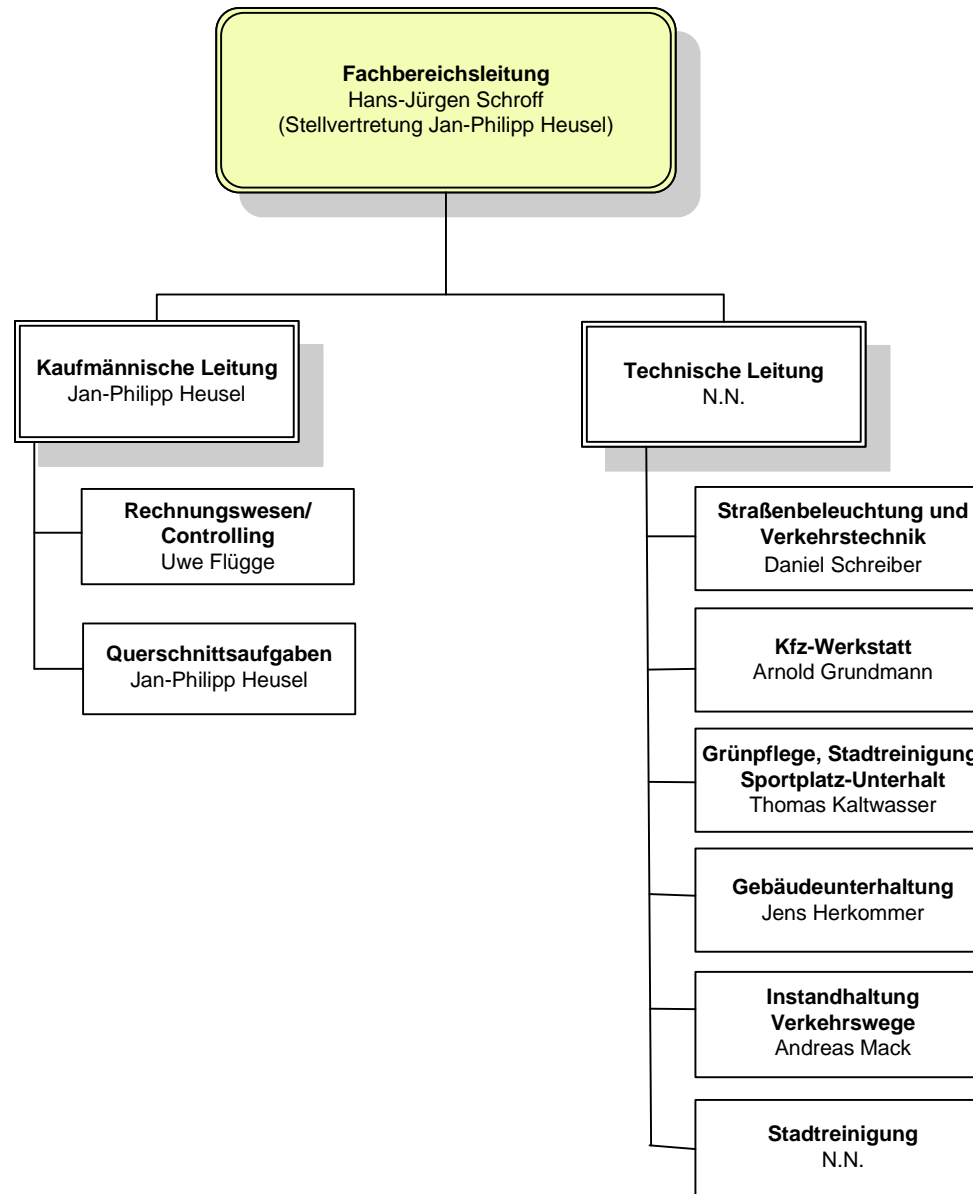 Fachbereichsleitung
Hans-Jürgen Schroff
(Stellvertretung Jan-Philipp Heusel)
Kaufmännische Leitung
Jan-Philipp Heusel
Rechnungswesen/
Controlling
Uwe Flügge
Querschnittsaufgaben
Jan-Philipp Heusel
Technische Leitung
N.N.
Straßenbeleuchtung und
Verkehrstechnik
Daniel Schreiber
Kfz-Werkstatt
Arnold Grundmann
Grünpflege, Stadtreinigung
Sportplatz-Unterhalt
Thomas Kaltwasser
Gebäudeunterhaltung
Jens Herkommer
Instandhaltung
Verkehrswege
Andreas Mack
Stadtreinigung
N.N.